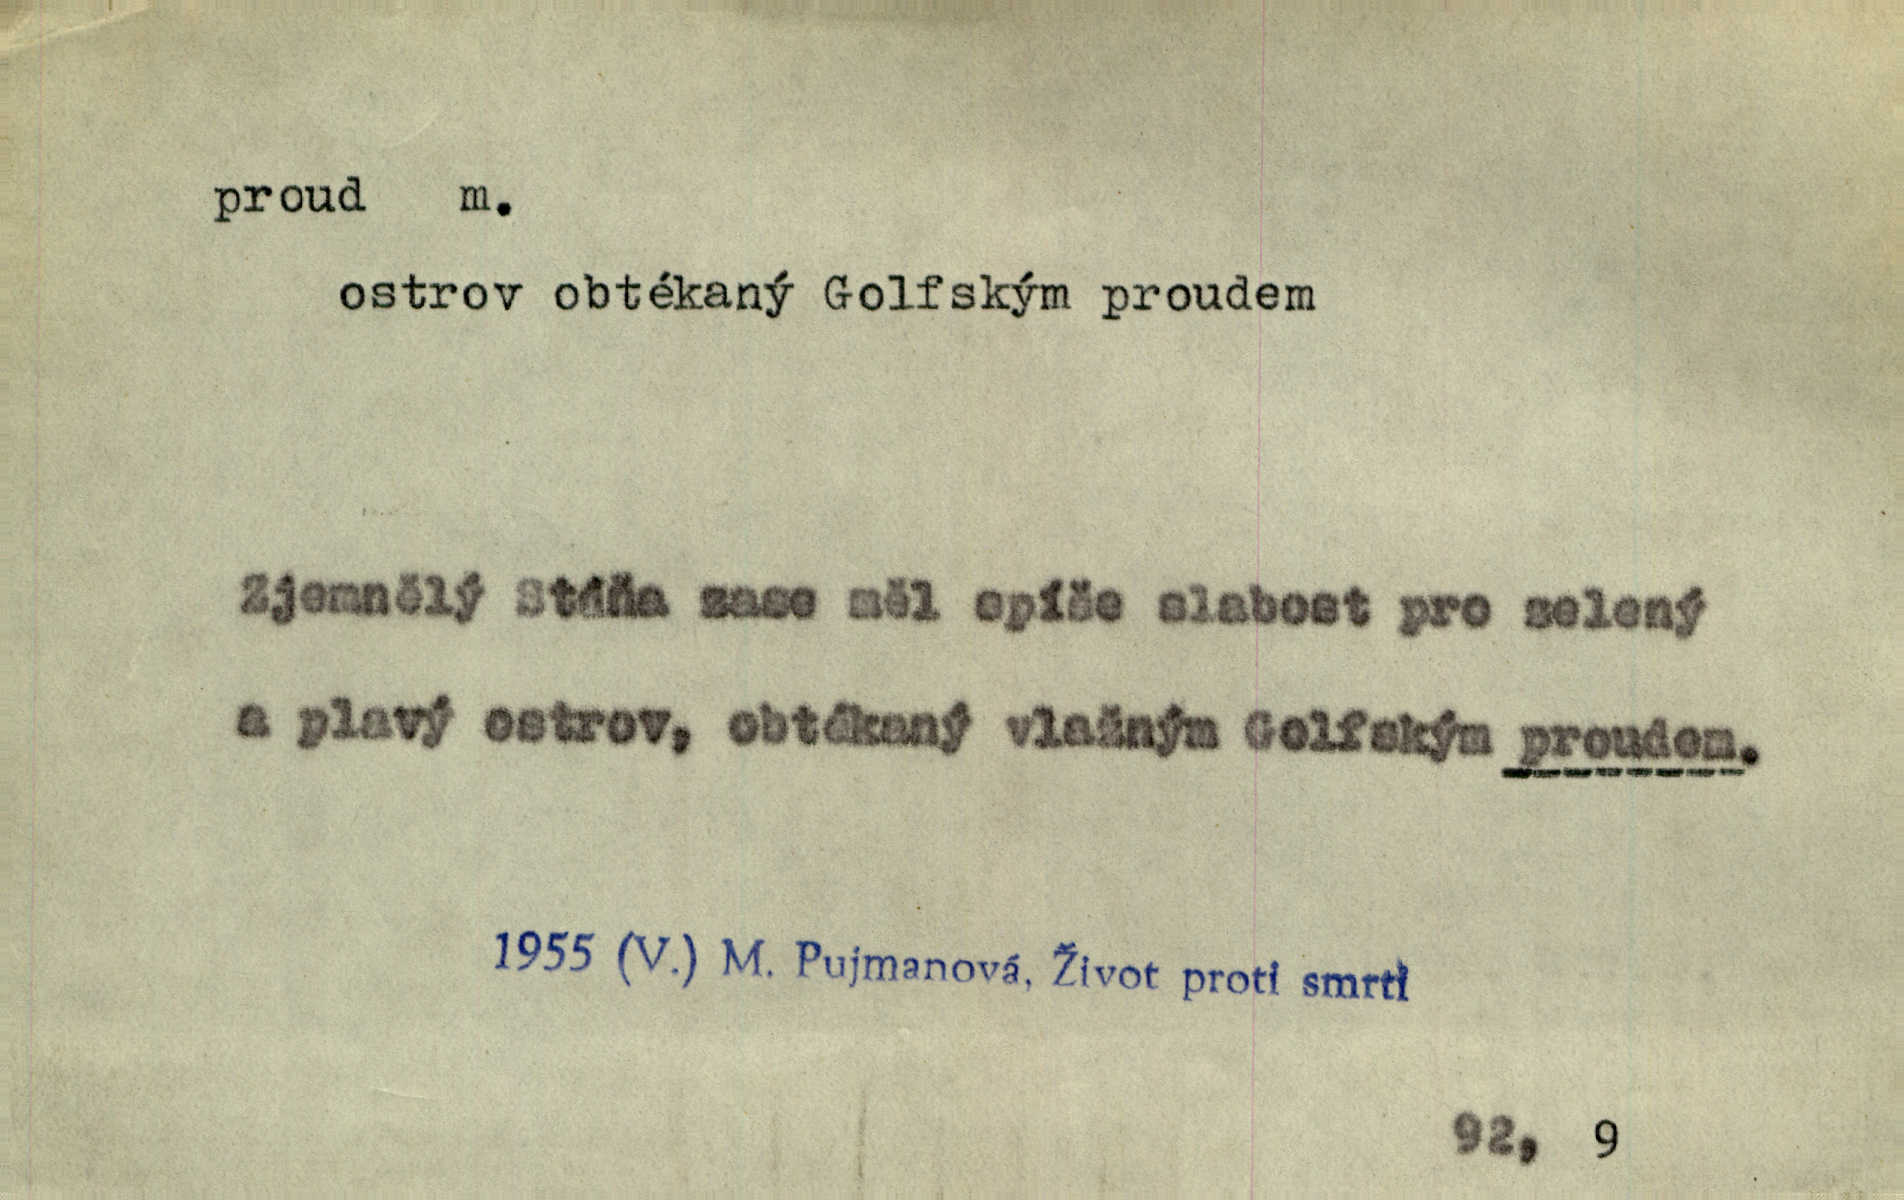 proud m.
ostrov obtékaný Golfským proudem
Zjemnělý Stáňa zase měl spíše slabost pro zelený
a plavý ostrov, obtékaný vlažným Golfským proudem.
1955 (V.) M. Pujmanová, Život proti smrti
92, 9